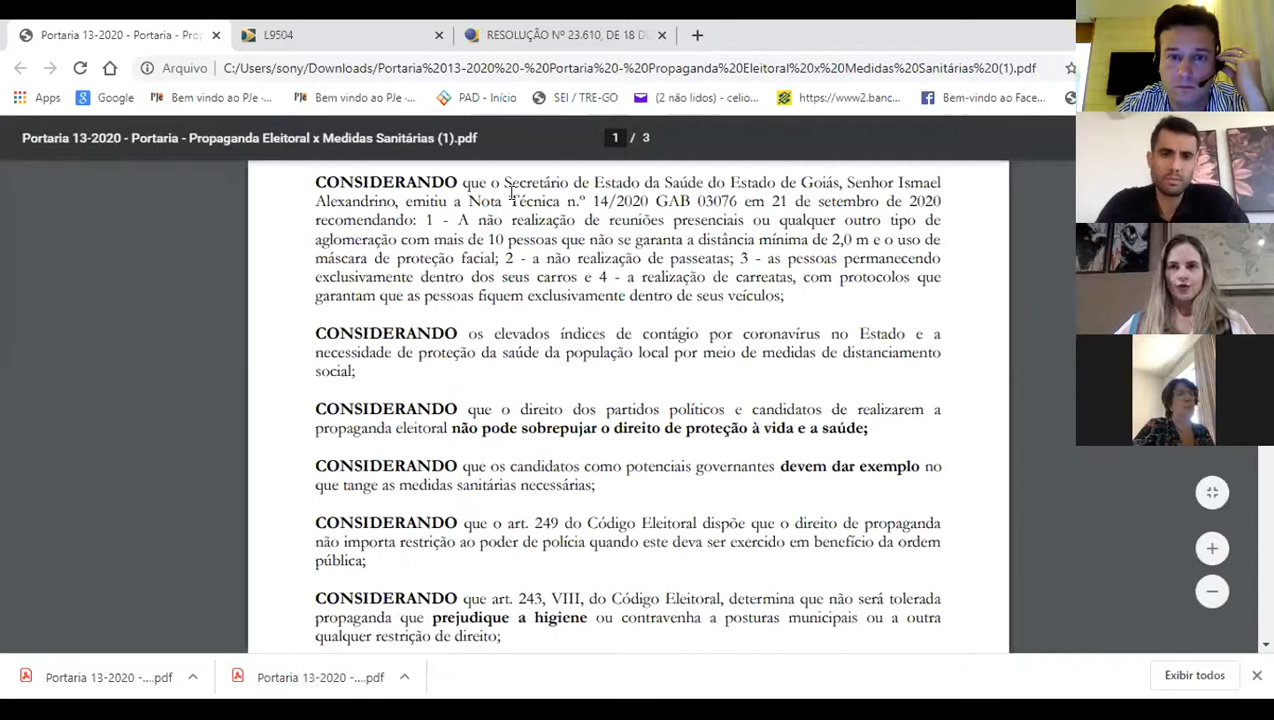 Portaria 13-2020 - Portaria - Pro
L9504
RESOLUÇÃO Nº 23.610, DE 18 D
Arquivo
C:/Users/sony/Downloads/Portaria%2013-2020%20-%20Portaria%20-%20Propaganda%20Eleitoral%20x%20Medidas%20Sanitárias%20(1).pdf
Apps
Google
Bem vindo ao PJe -...
Bem vindo ao PJe -...
PAD - Início
SEI / TRE-GO
(2 não lidos) - celio...
https://www2.banc...
Bem-vindo ao Face...
Portaria 13-2020 - Portaria - Propaganda Eleitoral x Medidas Sanitárias (1).pdf
1 / 3
CONSIDERANDO que o Secretário de Estado da Saúde do Estado de Goiás, Senhor Ismael
Alexandrino, emitiu a Nota Técnica n.º 14/2020 GAB 03076 em 21 de setembro de 2020
recomendando: 1 - A não realização de reuniões presenciais ou qualquer outro tipo de
aglomeração com mais de 10 pessoas que não se garanta a distância mínima de 2,0 m e o uso de
máscara de proteção facial; 2 - a não realização de passeatas; 3 - as pessoas permanecendo
exclusivamente dentro dos seus carros e 4 - a realização de carreatas, com protocolos que
garantam que as pessoas fiquem exclusivamente dentro de seus veículos;
CONSIDERANDO os elevados índices de contágio por coronavírus no Estado e a
necessidade de proteção da saúde da população local por meio de medidas de distanciamento
social;
CONSIDERANDO que o direito dos partidos políticos e candidatos de realizarem a
propaganda eleitoral não pode sobrepujar o direito de proteção à vida e a saúde;
CONSIDERANDO que os candidatos como potenciais governantes devem dar exemplo no
que tange as medidas sanitárias necessárias;
CONSIDERANDO que o art. 249 do Código Eleitoral dispõe que o direito de propaganda
não importa restrição ao poder de polícia quando este deva ser exercido em benefício da ordem
pública;
CONSIDERANDO que art. 243, VIII, do Código Eleitoral, determina que não será tolerada
propaganda que prejudique a higiene ou contravenha a posturas municipais ou a outra
qualquer restrição de direito;
Portaria 13-2020 -....pdf
Portaria 13-2020 -....pdf
Exibir todos